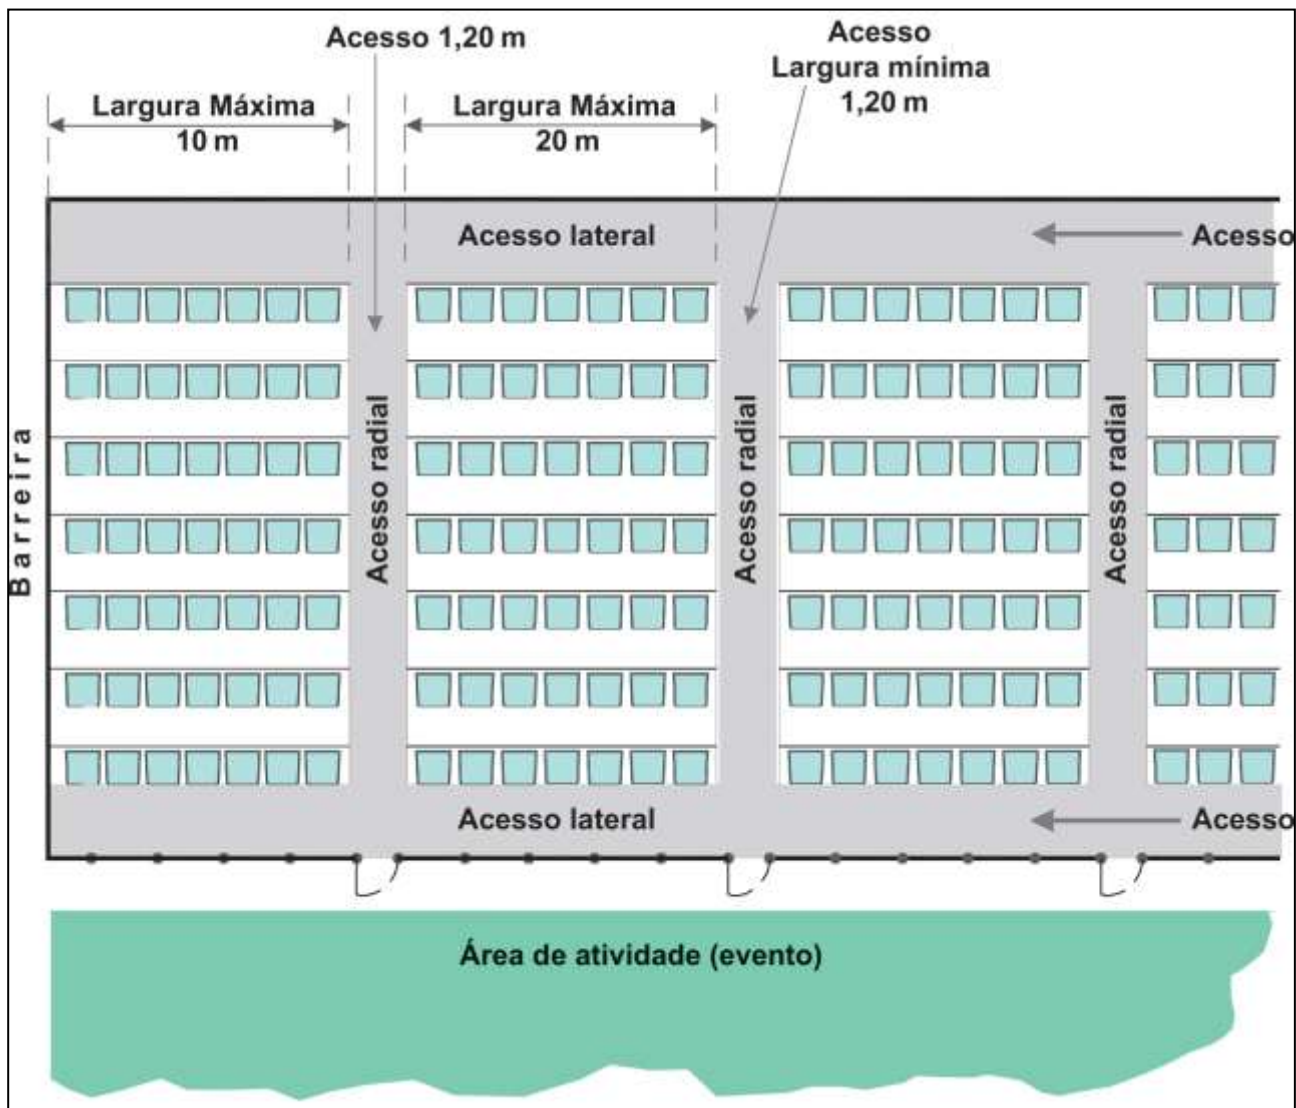 Acesso 1,20 m
Acesso
Largura mínima
1,20 m
Largura Máxima
10 m
Largura Máxima
20 m
Acesso lateral
Acesso
Barreira
Acesso radial
Acesso radial
Acesso radial
Acesso lateral
Acesso
Área de atividade (evento)